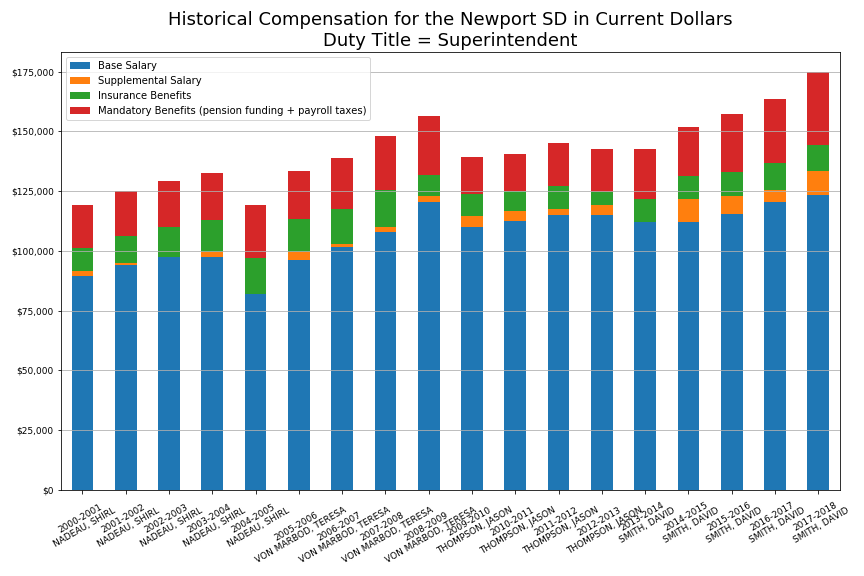 Historical Compensation for the Newport SD in Current Dollars
Duty Title = Superintendent
Base Salary
Supplemental Salary
Insurance Benefits
Mandatory Benefits (pension funding + payroll taxes)
$175,000
$150,000
$125,000
$100,000
$75,000
$50,000
$25,000
$0
2000-2001
NADEAU, SHIRL
2001-2002
NADEAU, SHIRL
2002-2003
NADEAU, SHIRL
2003-2004
NADEAU, SHIRL
2004-2005
NADEAU, SHIRL
2005-2006
VON MARBOD, TERESA
2006-2007
VON MARBOD, TERESA
2007-2008
VON MARBOD, TERESA
2008-2009
VON MARBOD, TERESA
2009-2010
THOMPSON, JASON
2010-2011
THOMPSON, JASON
2011-2012
THOMPSON, JASON
2012-2013
THOMPSON, JASON
2013-2014
SMITH, DAVID
2014-2015
SMITH, DAVID
2015-2016
SMITH, DAVID
2016-2017
SMITH, DAVID
2017-2018
SMITH, DAVID